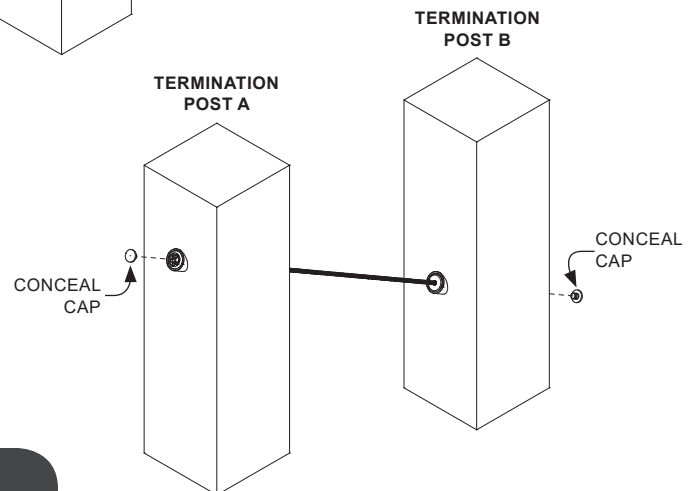 TERMINATION
POST B
TERMINATION
POST A
CONCEAL
CAP
CONCEAL
CAP